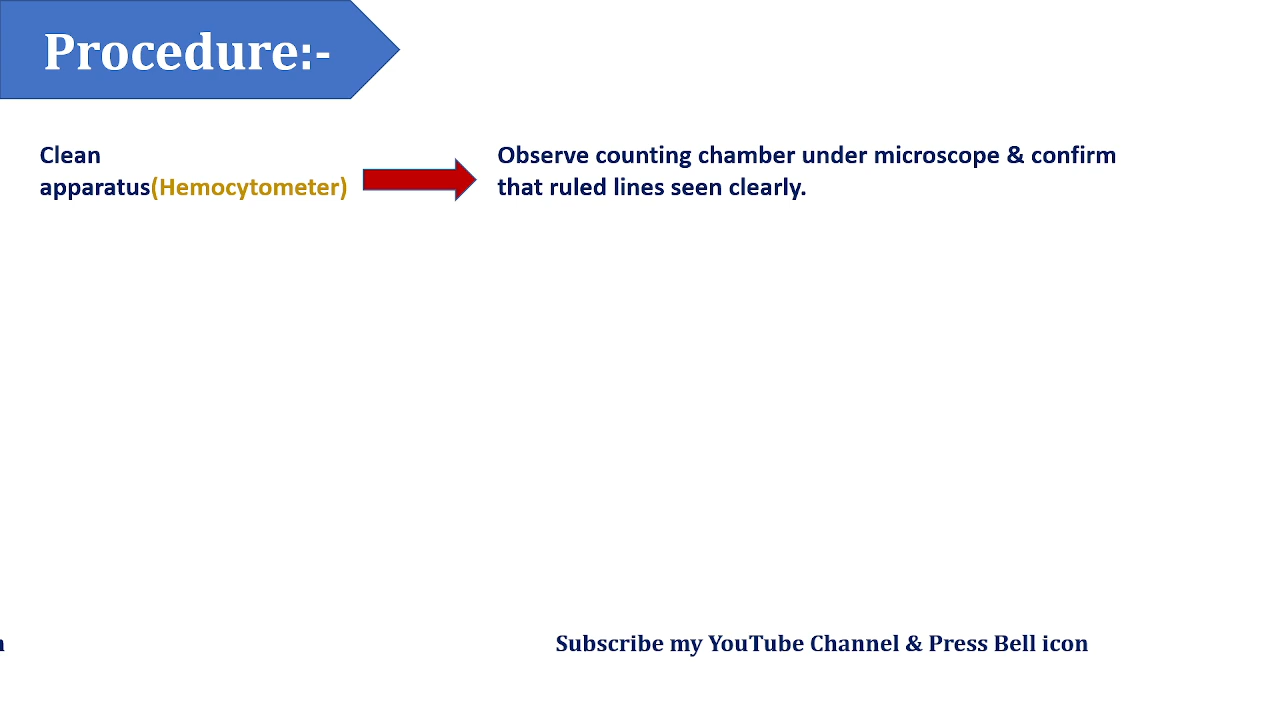 Procedure:-
Clean
apparatus(Hemocytometer)
Observe counting chamber under microscope & confirm
that ruled lines seen clearly.
Subscribe my YouTube Channel & Press Bell icon